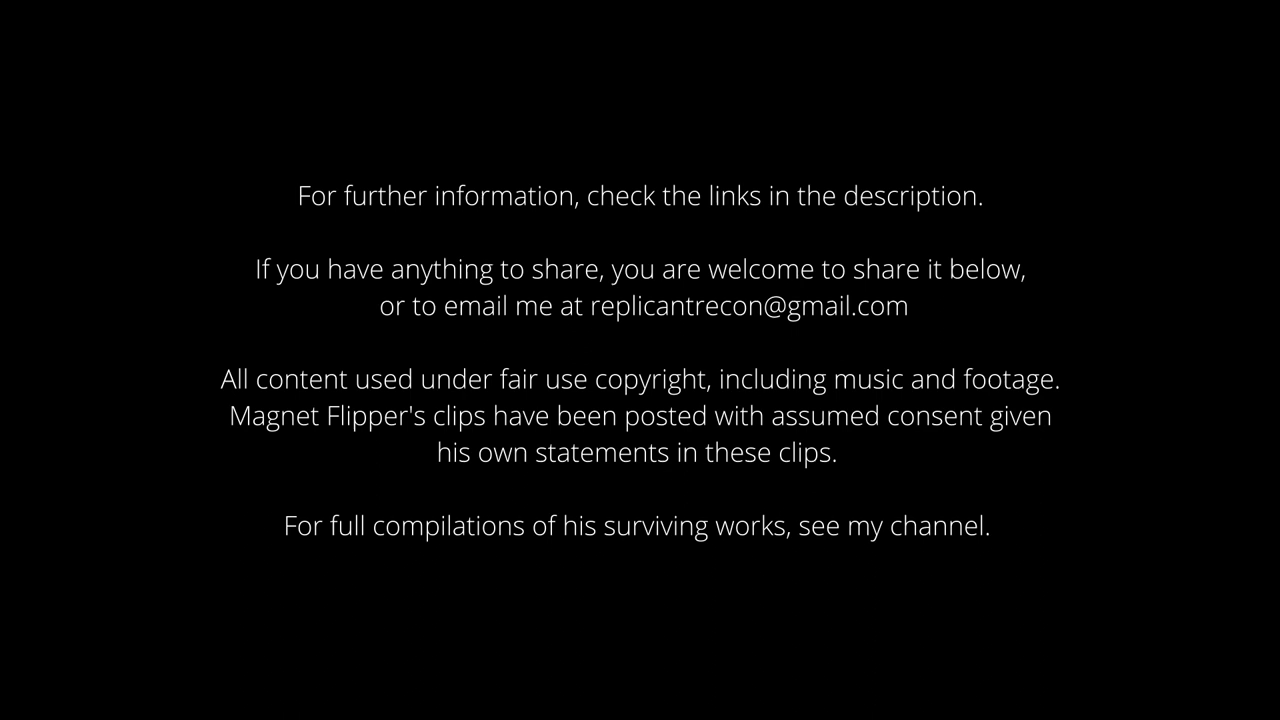 For further information, check the links in the description.
If you have anything to share, you are welcome to share it below,
or to email me at replicantrecon@gmail.com
All content used under fair use copyright, including music and footage.
Magnet Flipper's clips have been posted with assumed consent given
his own statements in these clips.
For full compilations of his surviving works, see my channel.